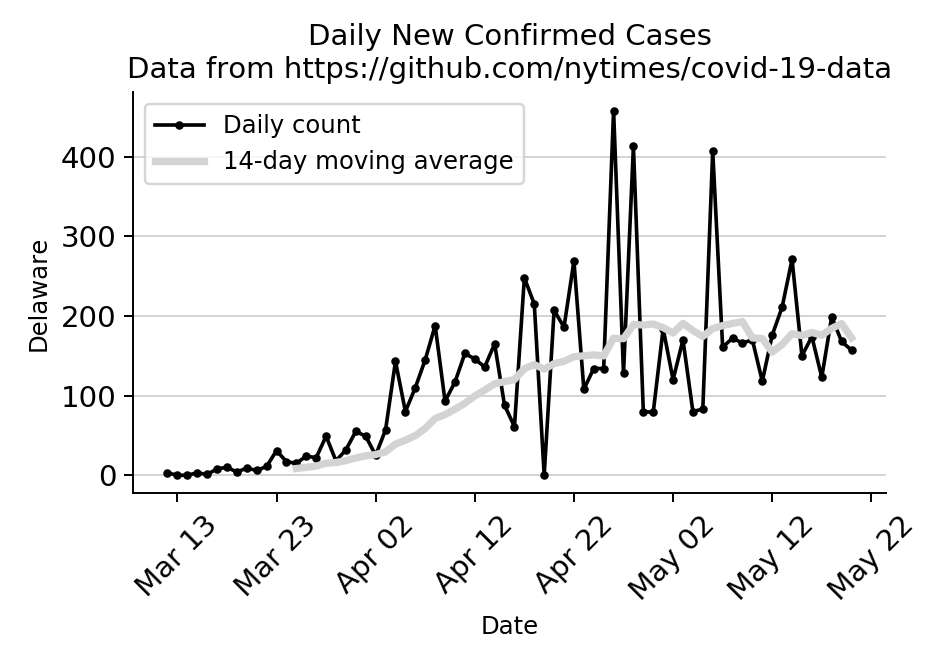 Daily New Confirmed Cases
Data from https://github.com/nytimes/covid-19-data
Daily count
14-day moving average
400
300
200
100
0
Delaware
Mar 13
Mar 23
Apr 02
Apr 12
Apr 22
May 02
May 12
May 22
Date